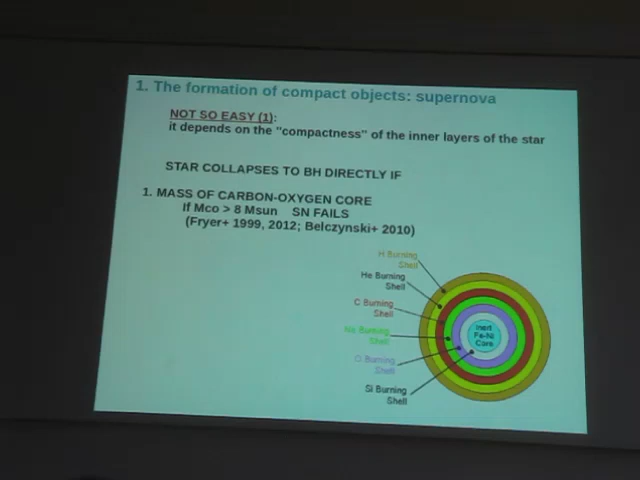 1. The formation of compact objects: supernova
NOT SO EASY (1):
it depends on the "compactness" of the inner layers of the star
STAR COLLAPSES TO BH DIRECTLY IF
1. MASS OF CARBON-OXYGEN CORE
If Mco > 8 Msun SN FAILS
(Fryer+ 1999, 2012; Belczynski+ 2010)
H Burning
Shell
He Burning
Shell
C Burning
Shell
Ne Burning
Shell
O Burning
Shell
Si Burning
Shell
Inert
Fe-Ni
Core